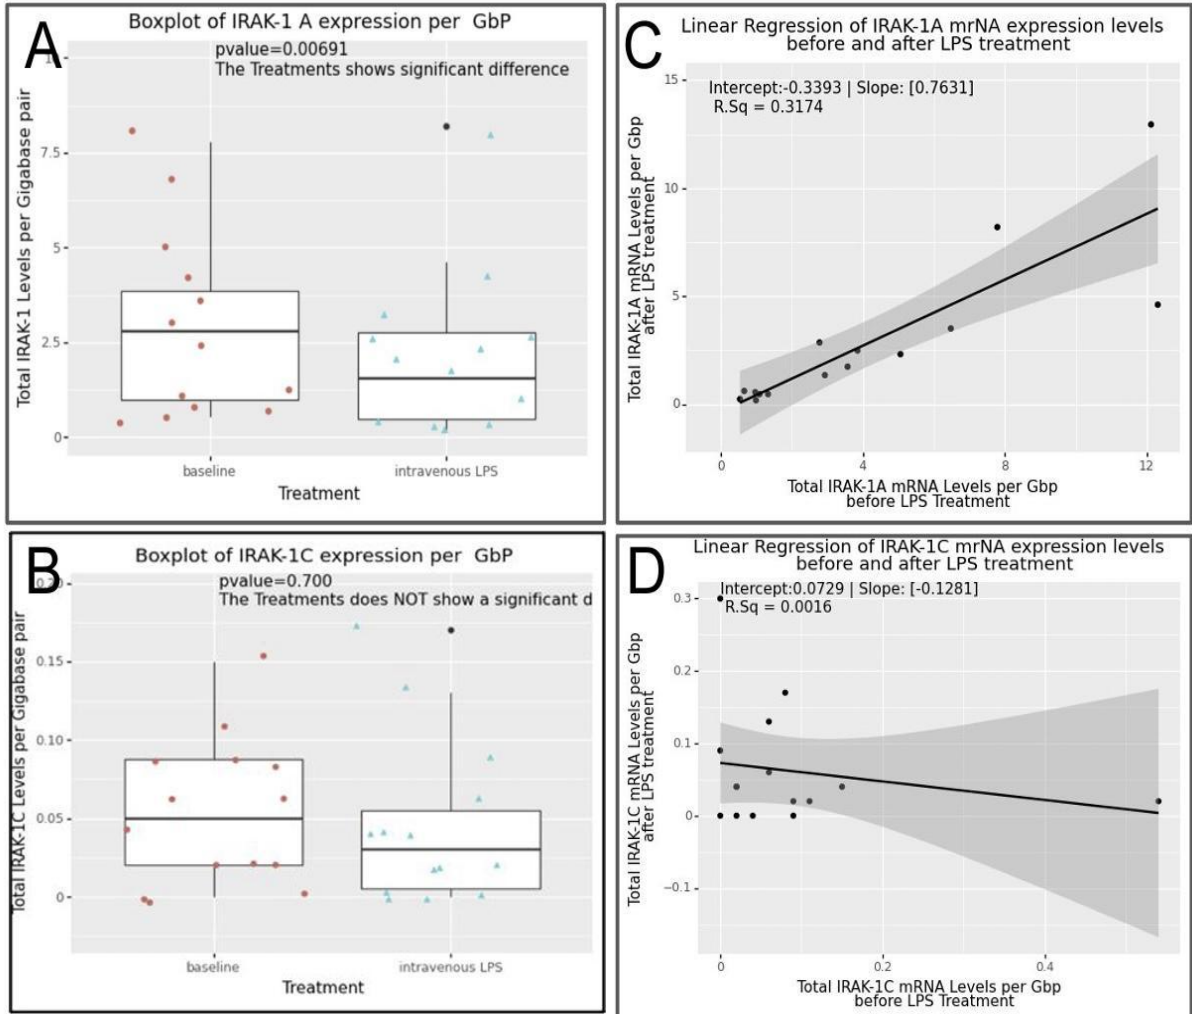 A
Boxplot of IRAK-1 A expression per GbP
pvalue=0.00691
The Treatments shows significant difference
Total IRAK-1 Levels per Gigabase pair
7.5
5
2.5
0
baseline
intravenous LPS
Treatment
C
Linear Regression of IRAK-1A mrNA expression levels
before and after LPS treatment
Intercept:-0.3393 | Slope: [0.7631]
R.Sq = 0.3174
Total IRAK-1A mRNA Levels per Gbp
after LPS treatment
15
10
5
0
0
4
8
12
Total IRAK-1A mRNA Levels per Gbp
before LPS Treatment
B
Boxplot of IRAK-1C expression per GbP
pvalue=0.700
The Treatments does NOT show a significant d
Total IRAK-1C Levels per Gigabase pair
0.15
0.10
0.05
0
baseline
intravenous LPS
Treatment
D
Linear Regression of IRAK-1C mrNA expression levels
before and after LPS treatment
Intercept:0.0729 | Slope: [-0.1281]
R.Sq = 0.0016
Total IRAK-1C mRNA Levels per Gbp
after LPS treatment
0.3
0.2
0.1
0
−0.1
0
0.2
0.4
Total IRAK-1C mRNA Levels per Gbp
before LPS Treatment